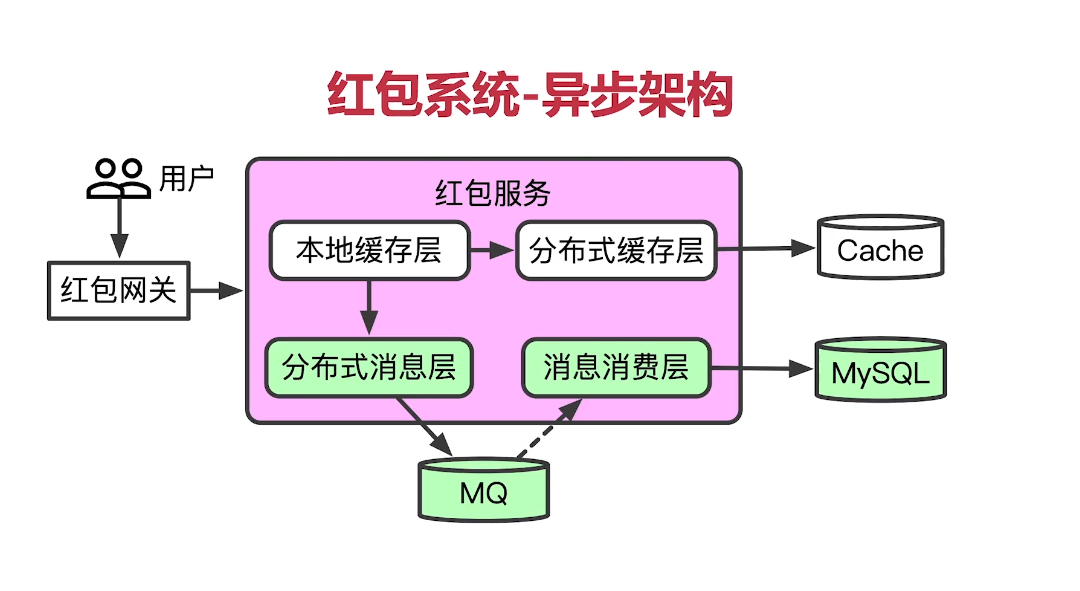 红包系统-异步架构
用户
红包服务
本地缓存层
分布式缓存层
Cache
红包网关
分布式消息层
消息消费层
MySQL
MQ